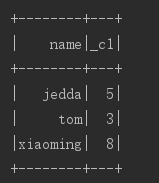 +--------+---+
|    name|_c1|
+--------+---+
|   jedda|  5|
|     tom|  3|
|xiaoming|  8|
+--------+---+